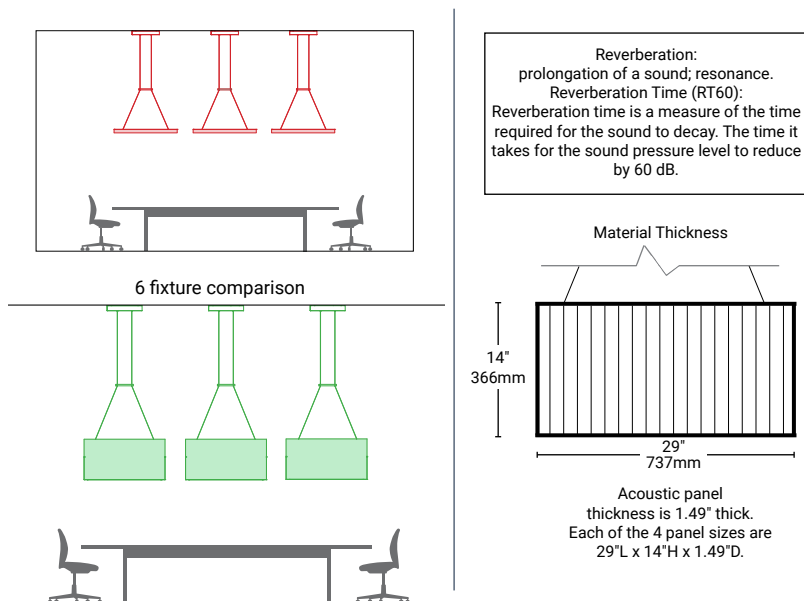 6 fixture comparison
Reverberation:
prolongation of a sound; resonance.
Reverberation Time (RT60):
Reverberation time is a measure of the time
required for the sound to decay. The time it
takes for the sound pressure level to reduce
by 60 dB.
Material Thickness
14"
366mm
29"
737mm
Acoustic panel
thickness is 1.49" thick.
Each of the 4 panel sizes are
29"L x 14"H x 1.49"D.